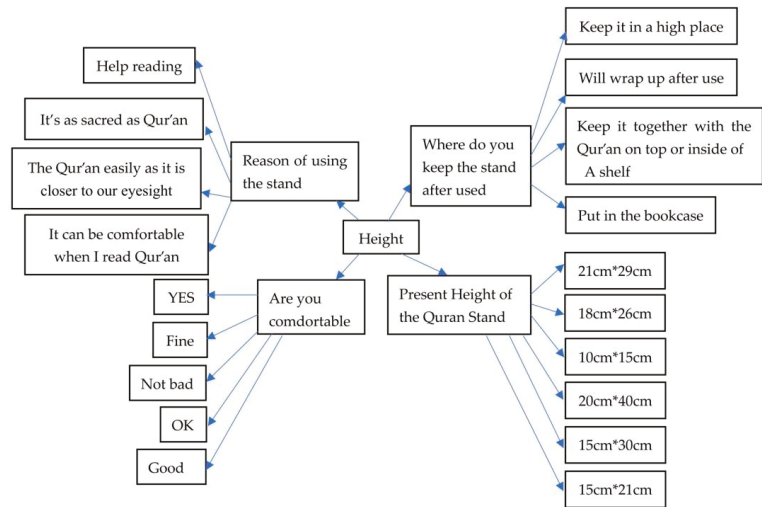 Keep it in a high place
Help reading
Will wrap up after use
It's as sacred as Qur'an
Reason of using
the stand
Where do you
keep the stand
after used
Keep it together with the
Qur'an on top or inside of
A shelf
The Qur'an easily as it is
closer to our eyesight
Put in the bookcase
It can be comfortable
when I read Qur'an
Height
YES
Are you
comdortable
Present Height of
the Quran Stand
21cm*29cm
Fine
18cm*26cm
Not bad
10cm*15cm
OK
20cm*40cm
Good
15cm*30cm
15cm*21cm